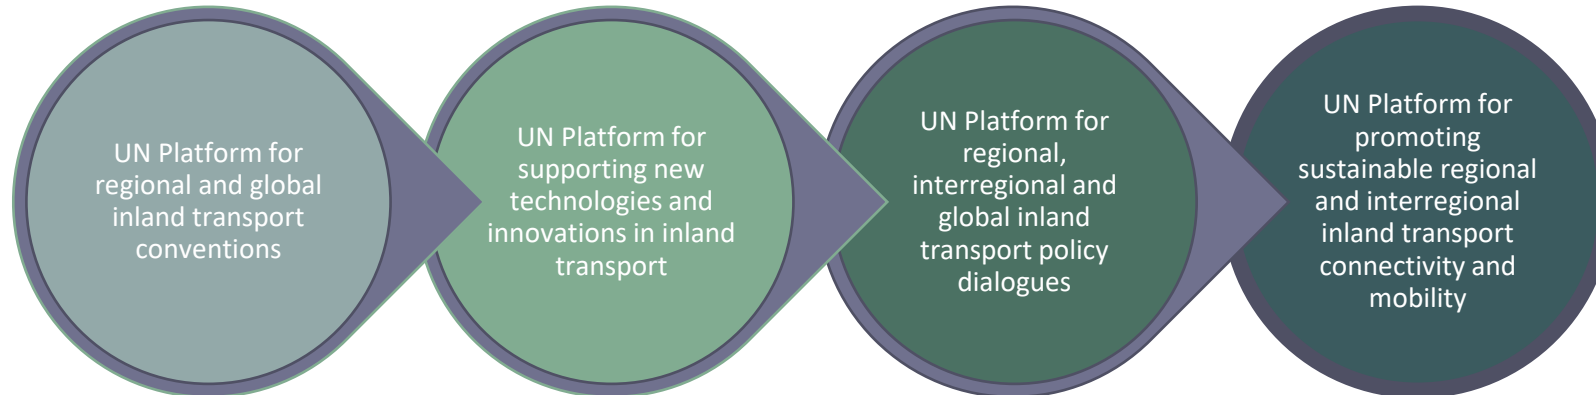 UN Platform for
regional and global
inland transport
conventions
UN Platform for
supporting new
technologies and
innovations in inland
transport
UN Platform for
regional,
interregional and
global inland
transport policy
dialogues
UN Platform for
promoting
sustainable regional
and interregional
inland transport
connectivity and
mobility